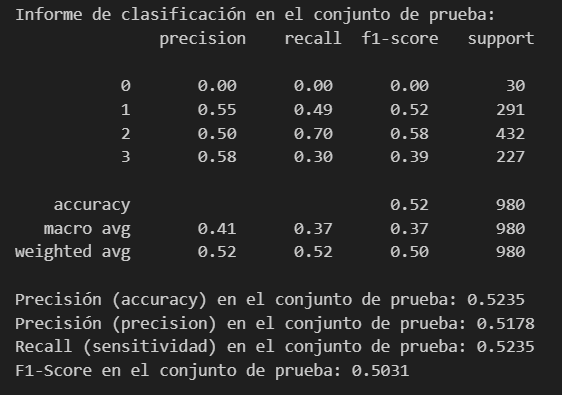 Informe de clasificación en el conjunto de prueba:
precision recall f1-score support
0 0.00 0.00 0.00 30
1 0.55 0.49 0.52 291
2 0.50 0.70 0.58 432
3 0.58 0.30 0.39 227
accuracy 0.52 980
macro avg 0.41 0.37 0.37 980
weighted avg 0.52 0.52 0.50 980
Precisión (accuracy) en el conjunto de prueba: 0.5235
Precisión (precision) en el conjunto de prueba: 0.5178
Recall (sensitividad) en el conjunto de prueba: 0.5235
F1-Score en el conjunto de prueba: 0.5031